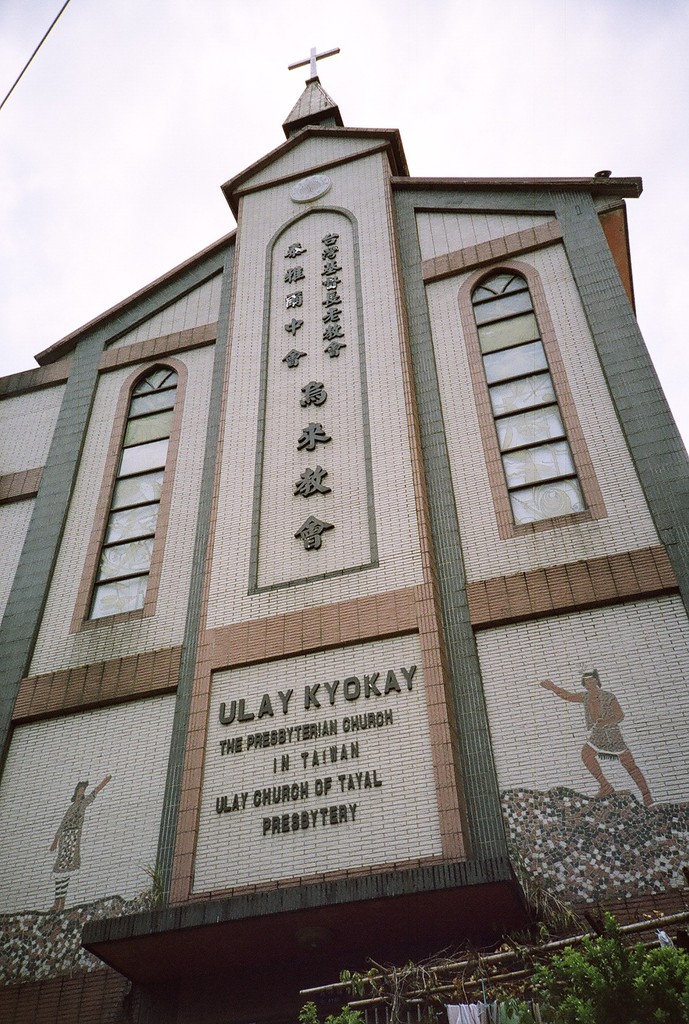 台灣基督長老教會
泰雅爾中會
烏來教會
ULAY KYOKAY
THE PRESBYTERIAN CHURCH
IN TAIWAN
ULAY CHURCH OF TAYAL
PRESBYTERY